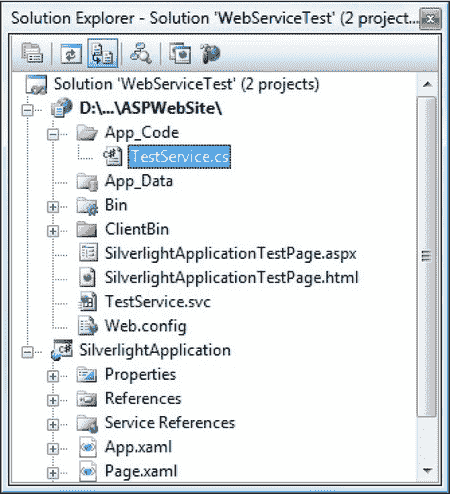 Solution Explorer - Solution 'WebServiceTest' (2 project...
Solution 'WebServiceTest' (2 projects)
D:\...\ASPWebSite\
App_Code
TestService.cs
App_Data
Bin
ClientBin
SilverlightApplicationTestPage.aspx
SilverlightApplicationTestPage.html
TestService.svc
Web.config
SilverlightApplication
Properties
References
Service References
App.xaml
Page.xaml